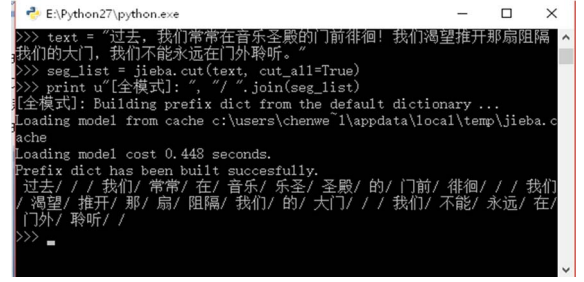 E:\Python27\python.exe
>>> text = "过去，我们常常在音乐圣殿的门前徘徊！我们渴望推开那扇阻隔
我们的大门，我们不能永远在门外聆听。"
>>> seg_list = jieba.cut(text, cut_all=True)
>>> print u"[全模式]: ", "/ ".join(seg_list)
[全模式]: Building prefix dict from the default dictionary ...
Loading model from cache c:\users\chenwe~1\appdata\local\temp\jieba.c
ache
Loading model cost 0.448 seconds.
Prefix dict has been built succesfully.
过去/ / / 我们/ 常常/ 在/ 音乐/ 乐圣/ 圣殿/ 的/ 门前/ 徘徊/ / / 我们
/ 渴望/ 推开/ 那/ 扇/ 阻隔/ 我们/ 的/ 大门/ / / 我们/ 不能/ 永远/ 在/
门外/ 聆听/ /
>>>